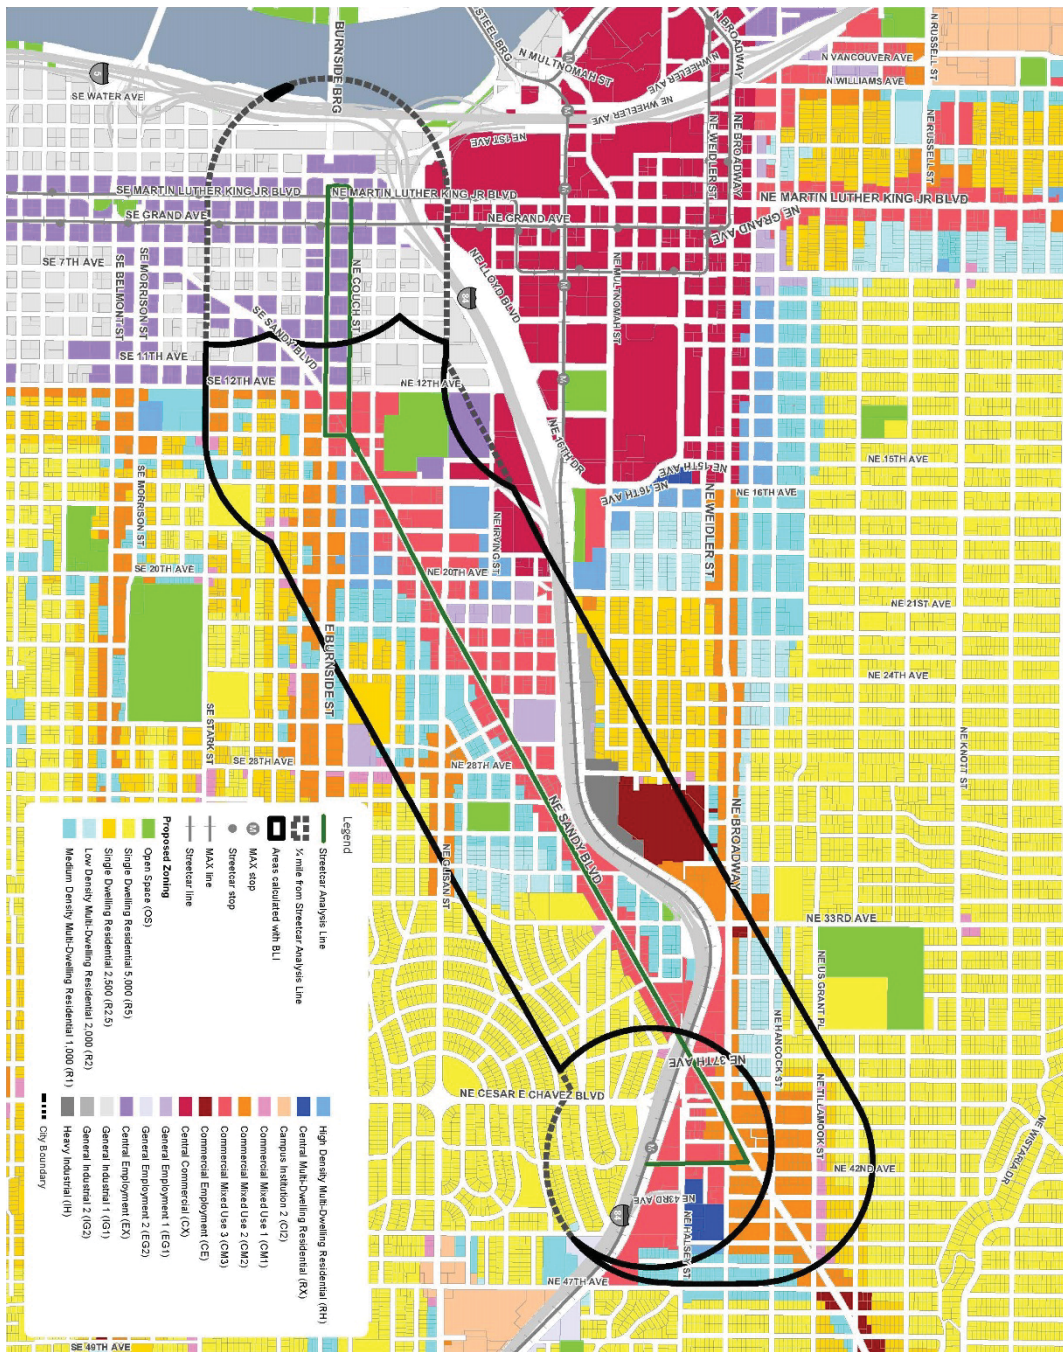 BURNSIDE BRG
STEEL BRG
N BROADWAY
N RUSSELL ST
N MULTNOMAH ST
N WHEELER AVE
N VANCOUVER AVE
N WILLIAMS AVE
5
SE WATER AVE
NE WHEELER AVE
NE 1ST AVE
NE WEIDLER ST
NE BROADWAY
NE RUSSELL ST
M
M
M
SE MARTIN LUTHER KING JR BLVD
NE MARTIN LUTHER KING JR BLVD
NE MARTIN LUTHER KING JR BLVD
SE GRAND AVE
NE GRAND AVE
NE GRAND AVE
SE 7TH AVE
SE BELMONT ST
SE MORRISON ST
NE COUCH ST
NE LLOYD BLVD
NE MULTNOMAH ST
M
84
SE SANDY BLVD
SE 11TH AVE
SE 12TH AVE
NE 12TH AVE
M
NE 16TH DR
NE 15TH AVE
NE 15TH AVE
NE 16TH AVE
NE 16TH AVE
NE WEIDLER ST
SE MORRISON ST
NE IRVING ST
SE 20TH AVE
NE 20TH AVE
NE 21ST AVE
E BURNSIDE ST
NE 24TH AVE
SE STARK ST
NE KNOTT ST
SE 28TH AVE
NE 28TH AVE
NE SANDY BLVD
NE BROADWAY
NE GLISAN ST
NE 33RD AVE
NE US GRANT PL
NE HANCOCK ST
NE 37TH AVE
NE CESAR E CHAVEZ BLVD
NE TILLAMOOK ST
NE WISTARIA DR
M
NE 42ND AVE
NE 43RD AVE
84
NE HALSEY ST
NE 47TH AVE
SE 49TH AVE
Legend
Streetcar Analysis Line
¼ mile from Streetcar Analysis Line
Areas calculated with BLI
M MAX stop
Streetcar stop
MAX line
Streetcar line
Proposed Zoning
Open Space (OS)
Single Dwelling Residential 5,000 (R5)
Single Dwelling Residential 2,500 (R2.5)
Low Density Multi-Dwelling Residential 2,000 (R2)
Medium Density Multi-Dwelling Residential 1,000 (R1)
High Density Multi-Dwelling Residential (RH)
Central Multi-Dwelling Residential (RX)
Campus Institution 2 (CI2)
Commercial Mixed Use 1 (CM1)
Commercial Mixed Use 2 (CM2)
Commercial Mixed Use 3 (CM3)
Commercial Employment (CE)
Central Commercial (CX)
General Employment 1 (EG1)
General Employment 2 (EG2)
Central Employment (EX)
General Industrial 1 (IG1)
General Industrial 2 (IG2)
Heavy Industrial (IH)
City Boundary